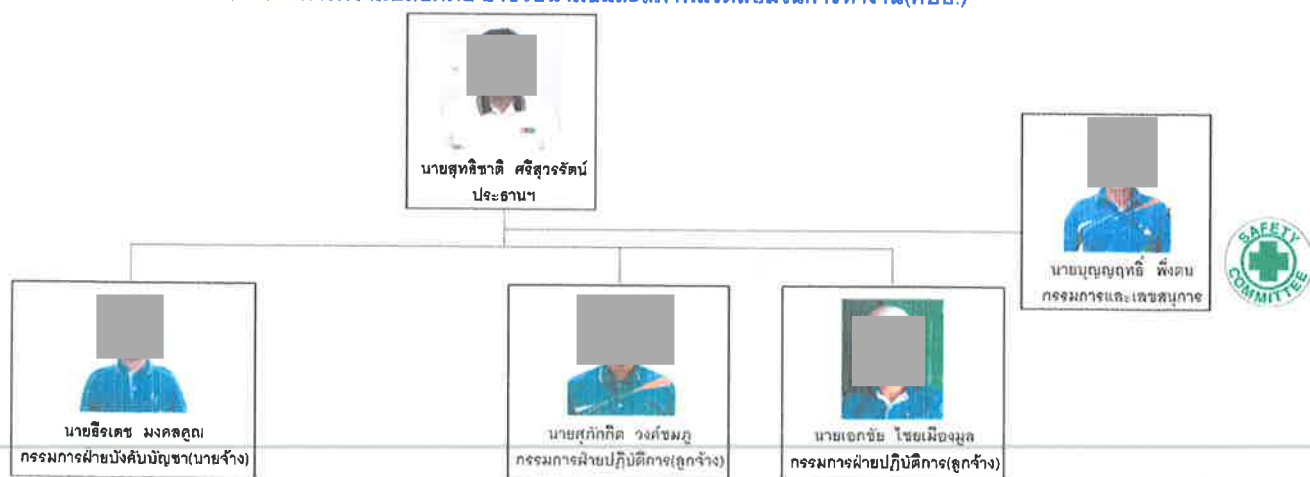 นายสุทธิชาติ ศรีสุวรรัตน์
ประธานฯ
นายบุญญฤทธิ์ พึ่งตน
กรรมการและเลขานุการ
SAFETY
COMMITTEE
นายธีรเดช มงคลคูณ
กรรมการฝ่ายบังคับบัญชา(นายจ้าง)
นายสุภักกิต วงค์ชมภู
กรรมการฝ่ายปฏิบัติการ(ลูกจ้าง)
นายเอกชัย ไชยเมืองมูล
กรรมการฝ่ายปฏิบัติการ(ลูกจ้าง)